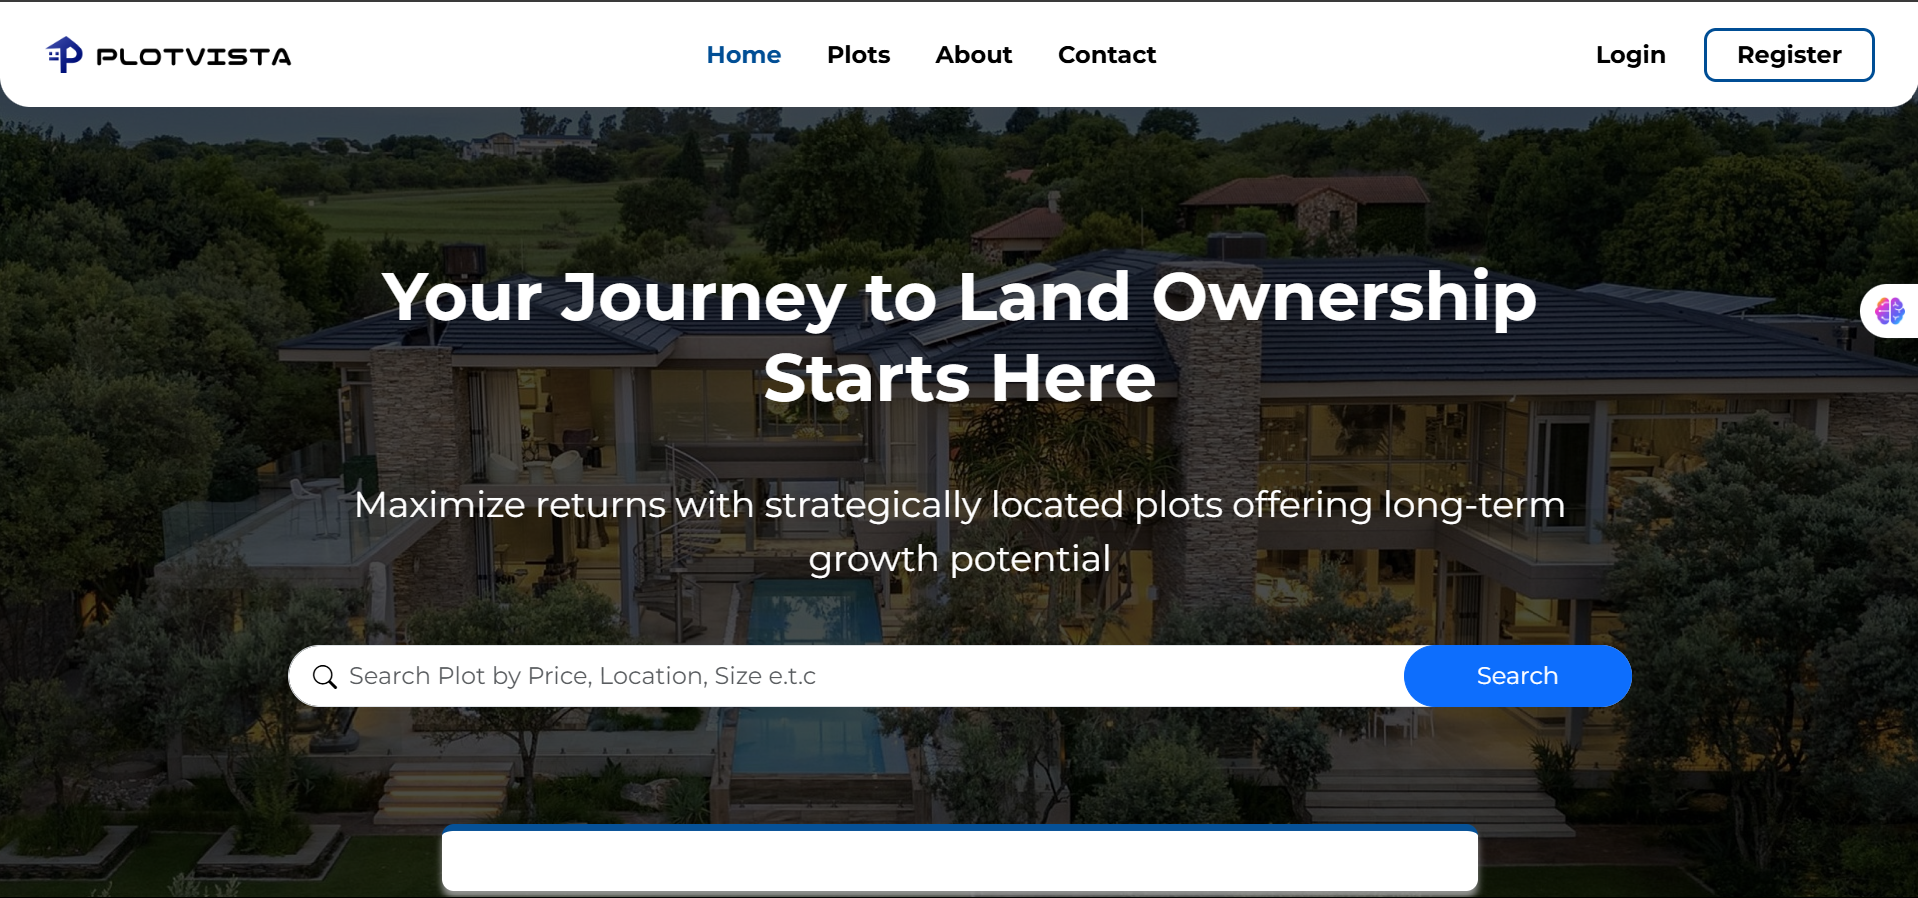 PLOTVISTA
Home Plots About Contact
Login Register
Your Journey to Land Ownership
Starts Here
Maximize returns with strategically located plots offering long-term
growth potential
Search Plot by Price, Location, Size e.t.c
Search